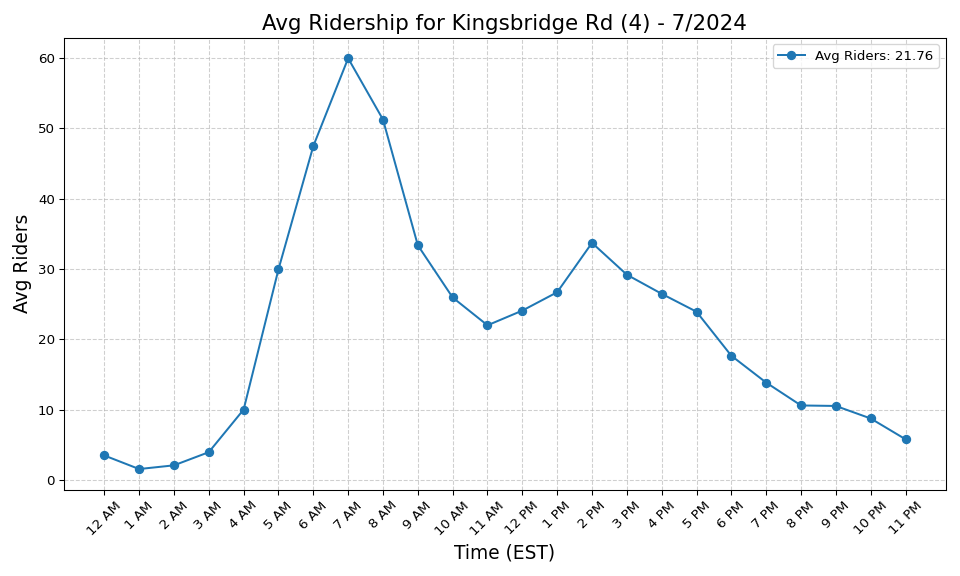 Avg Ridership for Kingsbridge Rd (4) - 7/2024
Avg Riders: 21.76
60
50
40
30
20
10
0
Avg Riders
12 AM
1 AM
2 AM
3 AM
4 AM
5 AM
6 AM
7 AM
8 AM
9 AM
10 AM
11 AM
12 PM
1 PM
2 PM
3 PM
4 PM
5 PM
6 PM
7 PM
8 PM
9 PM
10 PM
11 PM
Time (EST)